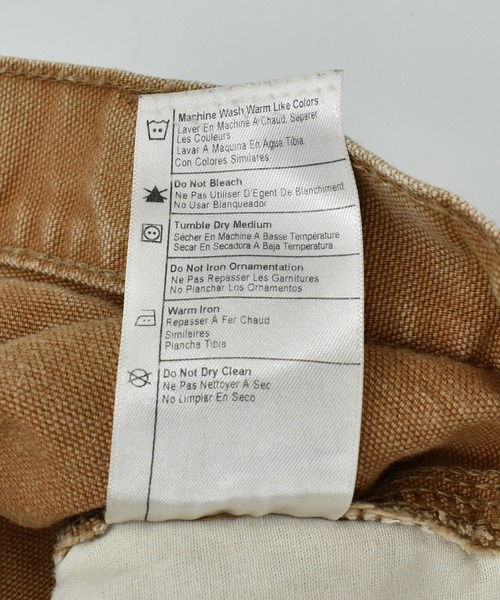 Machine Wash Warm Like Colors
Laver En Machine A Chaud, Separer
Les Couleurs
Lavar A Maquina En Agua Tibia
Con Colores Similares
Do Not Bleach
Ne Pas Utiliser D'Egent De Blanchiment
No Usar Blanqueador
Tumble Dry Medium
Sécher En Machine A Basse Température
Secar En Secadora A Baja Temperatura
Do Not Iron Ornamentation
Ne Pas Repasser Les Garnitures
No Planchar Los Ornamentos
Warm Iron
Repasser À Fer Chaud
Similaires
Plancha Tibia
Do Not Dry Clean
Ne Pas Nettoyer A Sec
No Limpiar En Seco